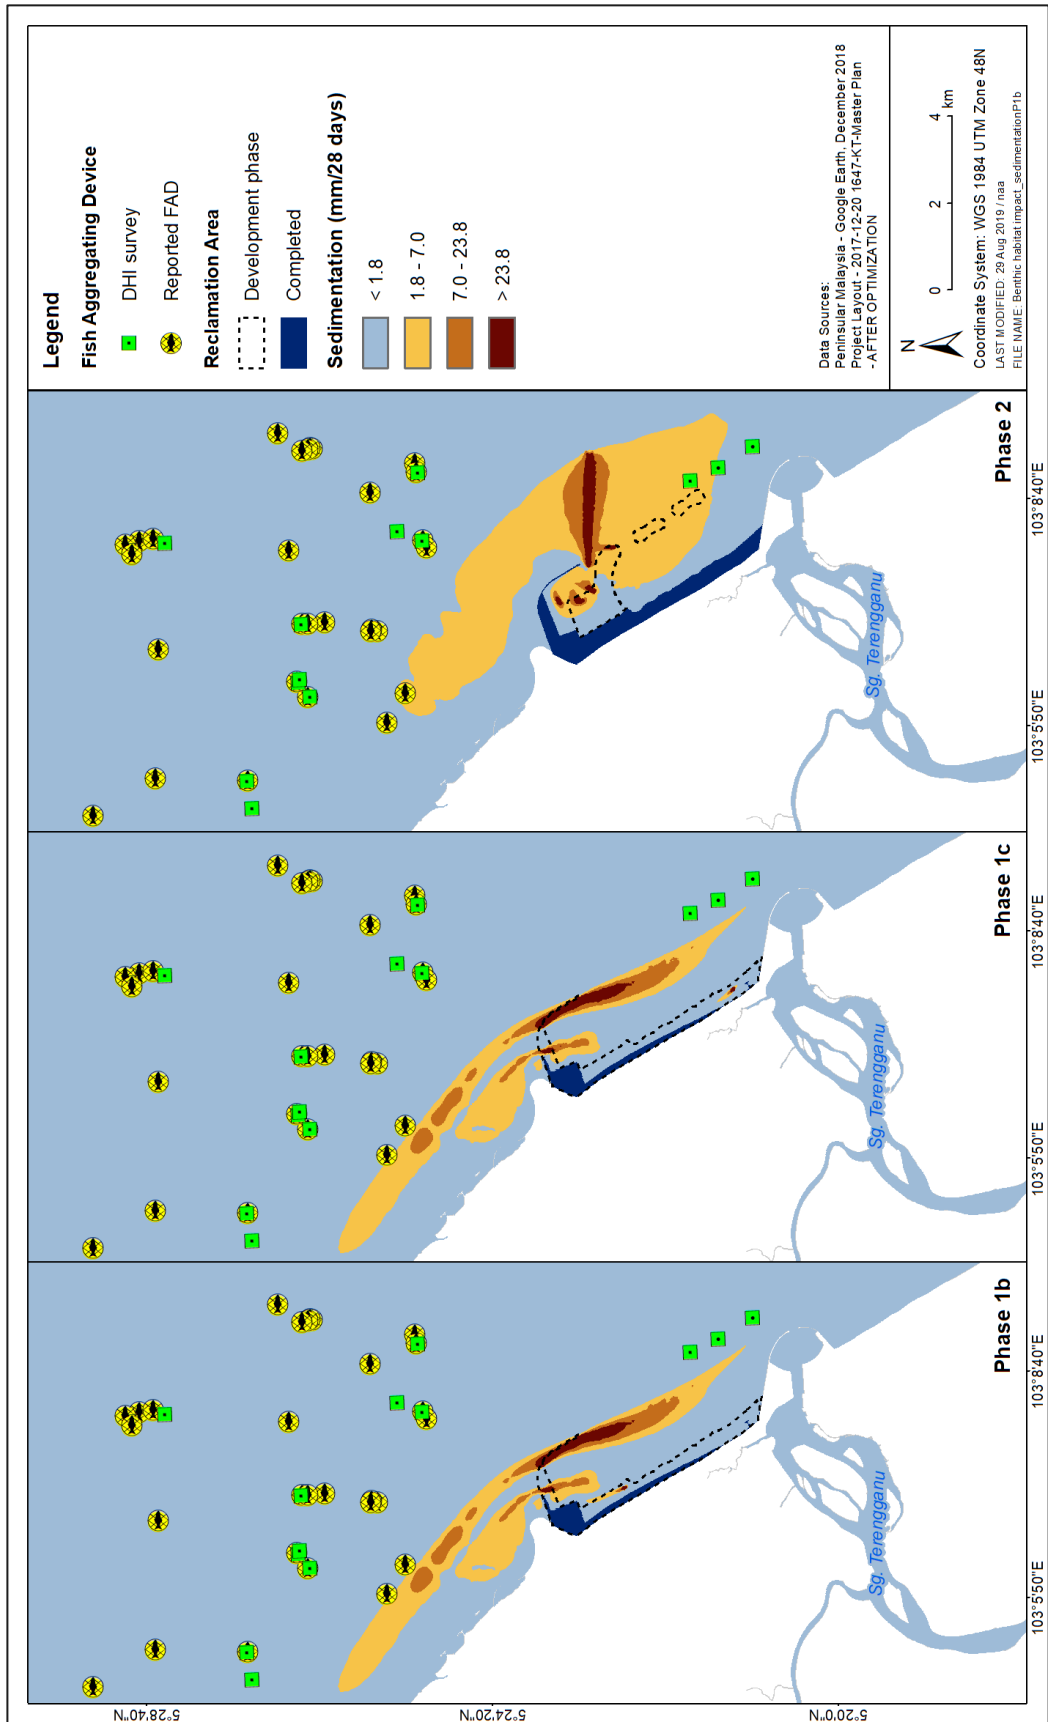 Phase 1b
Phase 1c
Phase 2
Sg. Terengganu
Sg. Terengganu
Sg. Terengganu
5°28'40"N
5°24'20"N
5°20'0"N
103°5'50"E
103°8'40"E
103°5'50"E
103°8'40"E
103°5'50"E
103°8'40"E
Legend
Fish Aggregating Device
DHI survey
Reported FAD
Reclamation Area
Development phase
Completed
Sedimentation (mm/28 days)
< 1.8
1.8 - 7.0
7.0 - 23.8
> 23.8
Data Sources:
Peninsular Malaysia - Google Earth, December 2018
Project Layout - 2017-12-20 1647-KT-Master Plan
- AFTER OPTIMIZATION
N
0 2 4
km
Coordinate System: WGS 1984 UTM Zone 48N
LAST MODIFIED: 29 Aug 2019 / naa
FILE NAME: Benthic habitat impact_sedimentationP1b